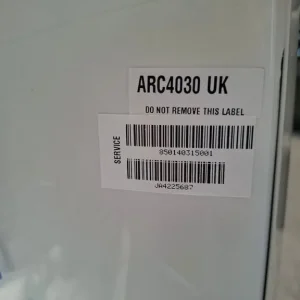 ARC4030 UK
DO NOT REMOVE THIS LABEL
SERVICE
850140315001
JA4225687